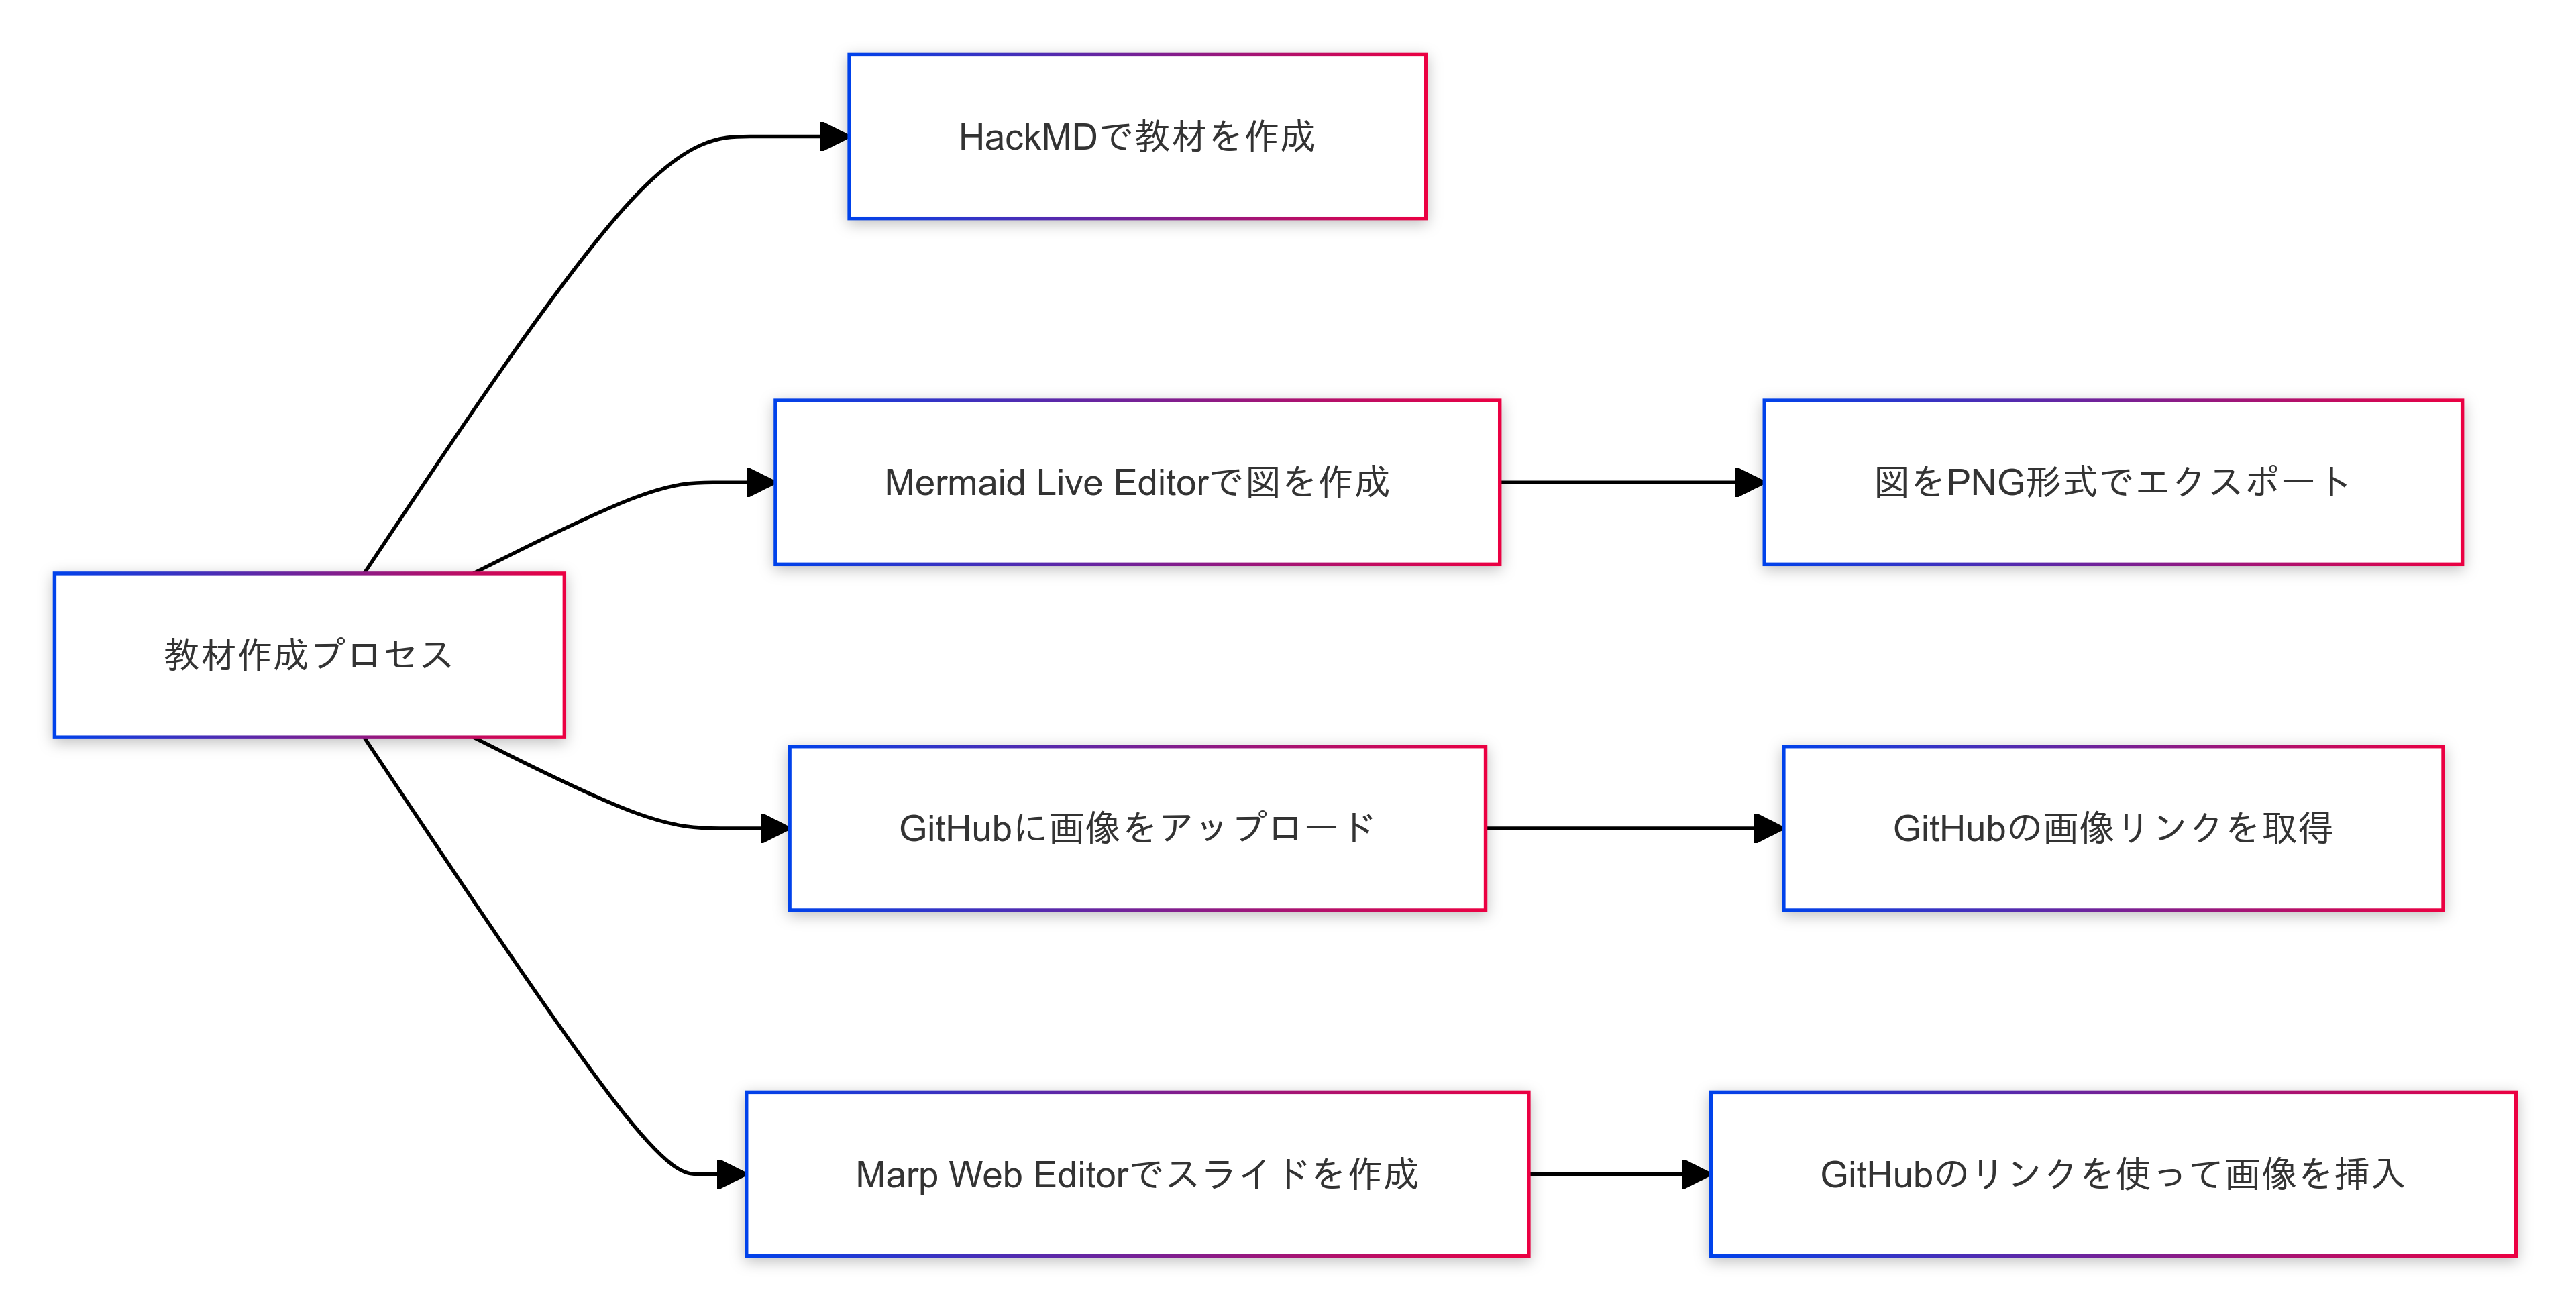 教材作成プロセス
HackMDで教材を作成
Mermaid Live Editorで図を作成
図をPNG形式でエクスポート
GitHubに画像をアップロード
GitHubの画像リンクを取得
Marp Web Editorでスライドを作成
GitHubのリンクを使って画像を挿入